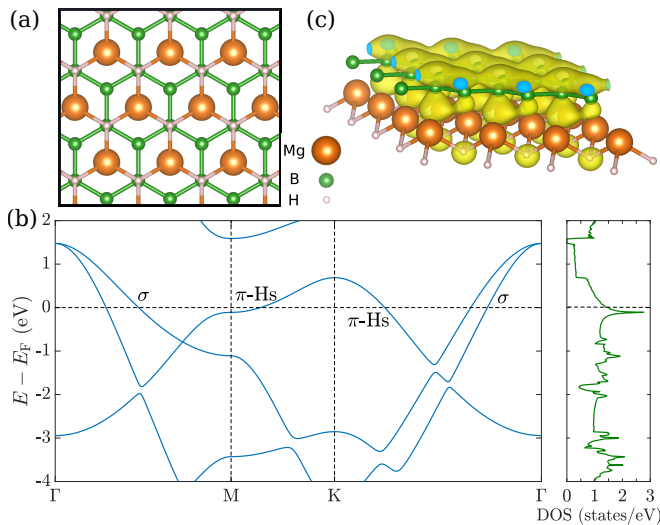 (a)
(c)
Mg
B
H
(b)
E − E_F (eV)
2
1
0
-1
-2
-3
-4
σ
π-Hs
π-Hs
σ
Γ
M
K
Γ
0
1
2
3
DOS (states/eV)